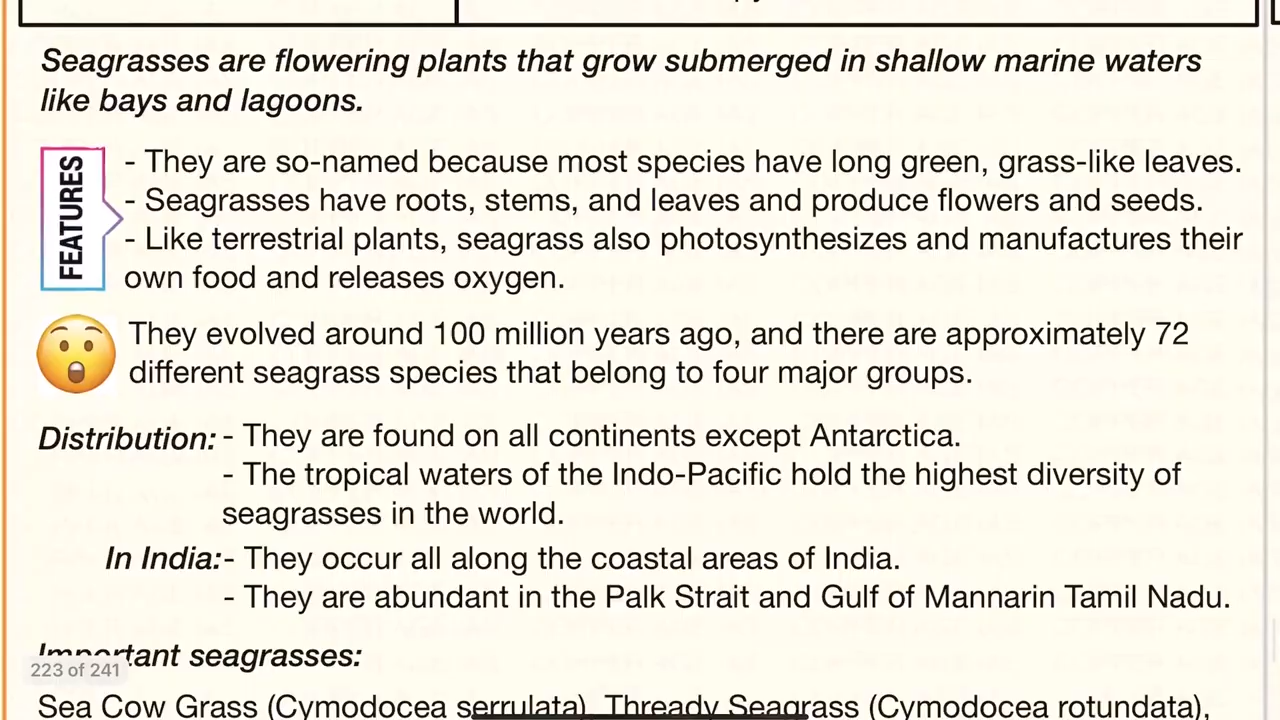 Seagrasses are flowering plants that grow submerged in shallow marine waters
like bays and lagoons.
FEATURES
- They are so-named because most species have long green, grass-like leaves.
- Seagrasses have roots, stems, and leaves and produce flowers and seeds.
- Like terrestrial plants, seagrass also photosynthesizes and manufactures their
own food and releases oxygen.
They evolved around 100 million years ago, and there are approximately 72
different seagrass species that belong to four major groups.
Distribution: - They are found on all continents except Antarctica.
- The tropical waters of the Indo-Pacific hold the highest diversity of
seagrasses in the world.
In India:- They occur all along the coastal areas of India.
- They are abundant in the Palk Strait and Gulf of Mannarin Tamil Nadu.
Important seagrasses:
223 of 241
Sea Cow Grass (Cymodocea serrulata), Thready Seagrass (Cymodocea rotundata),